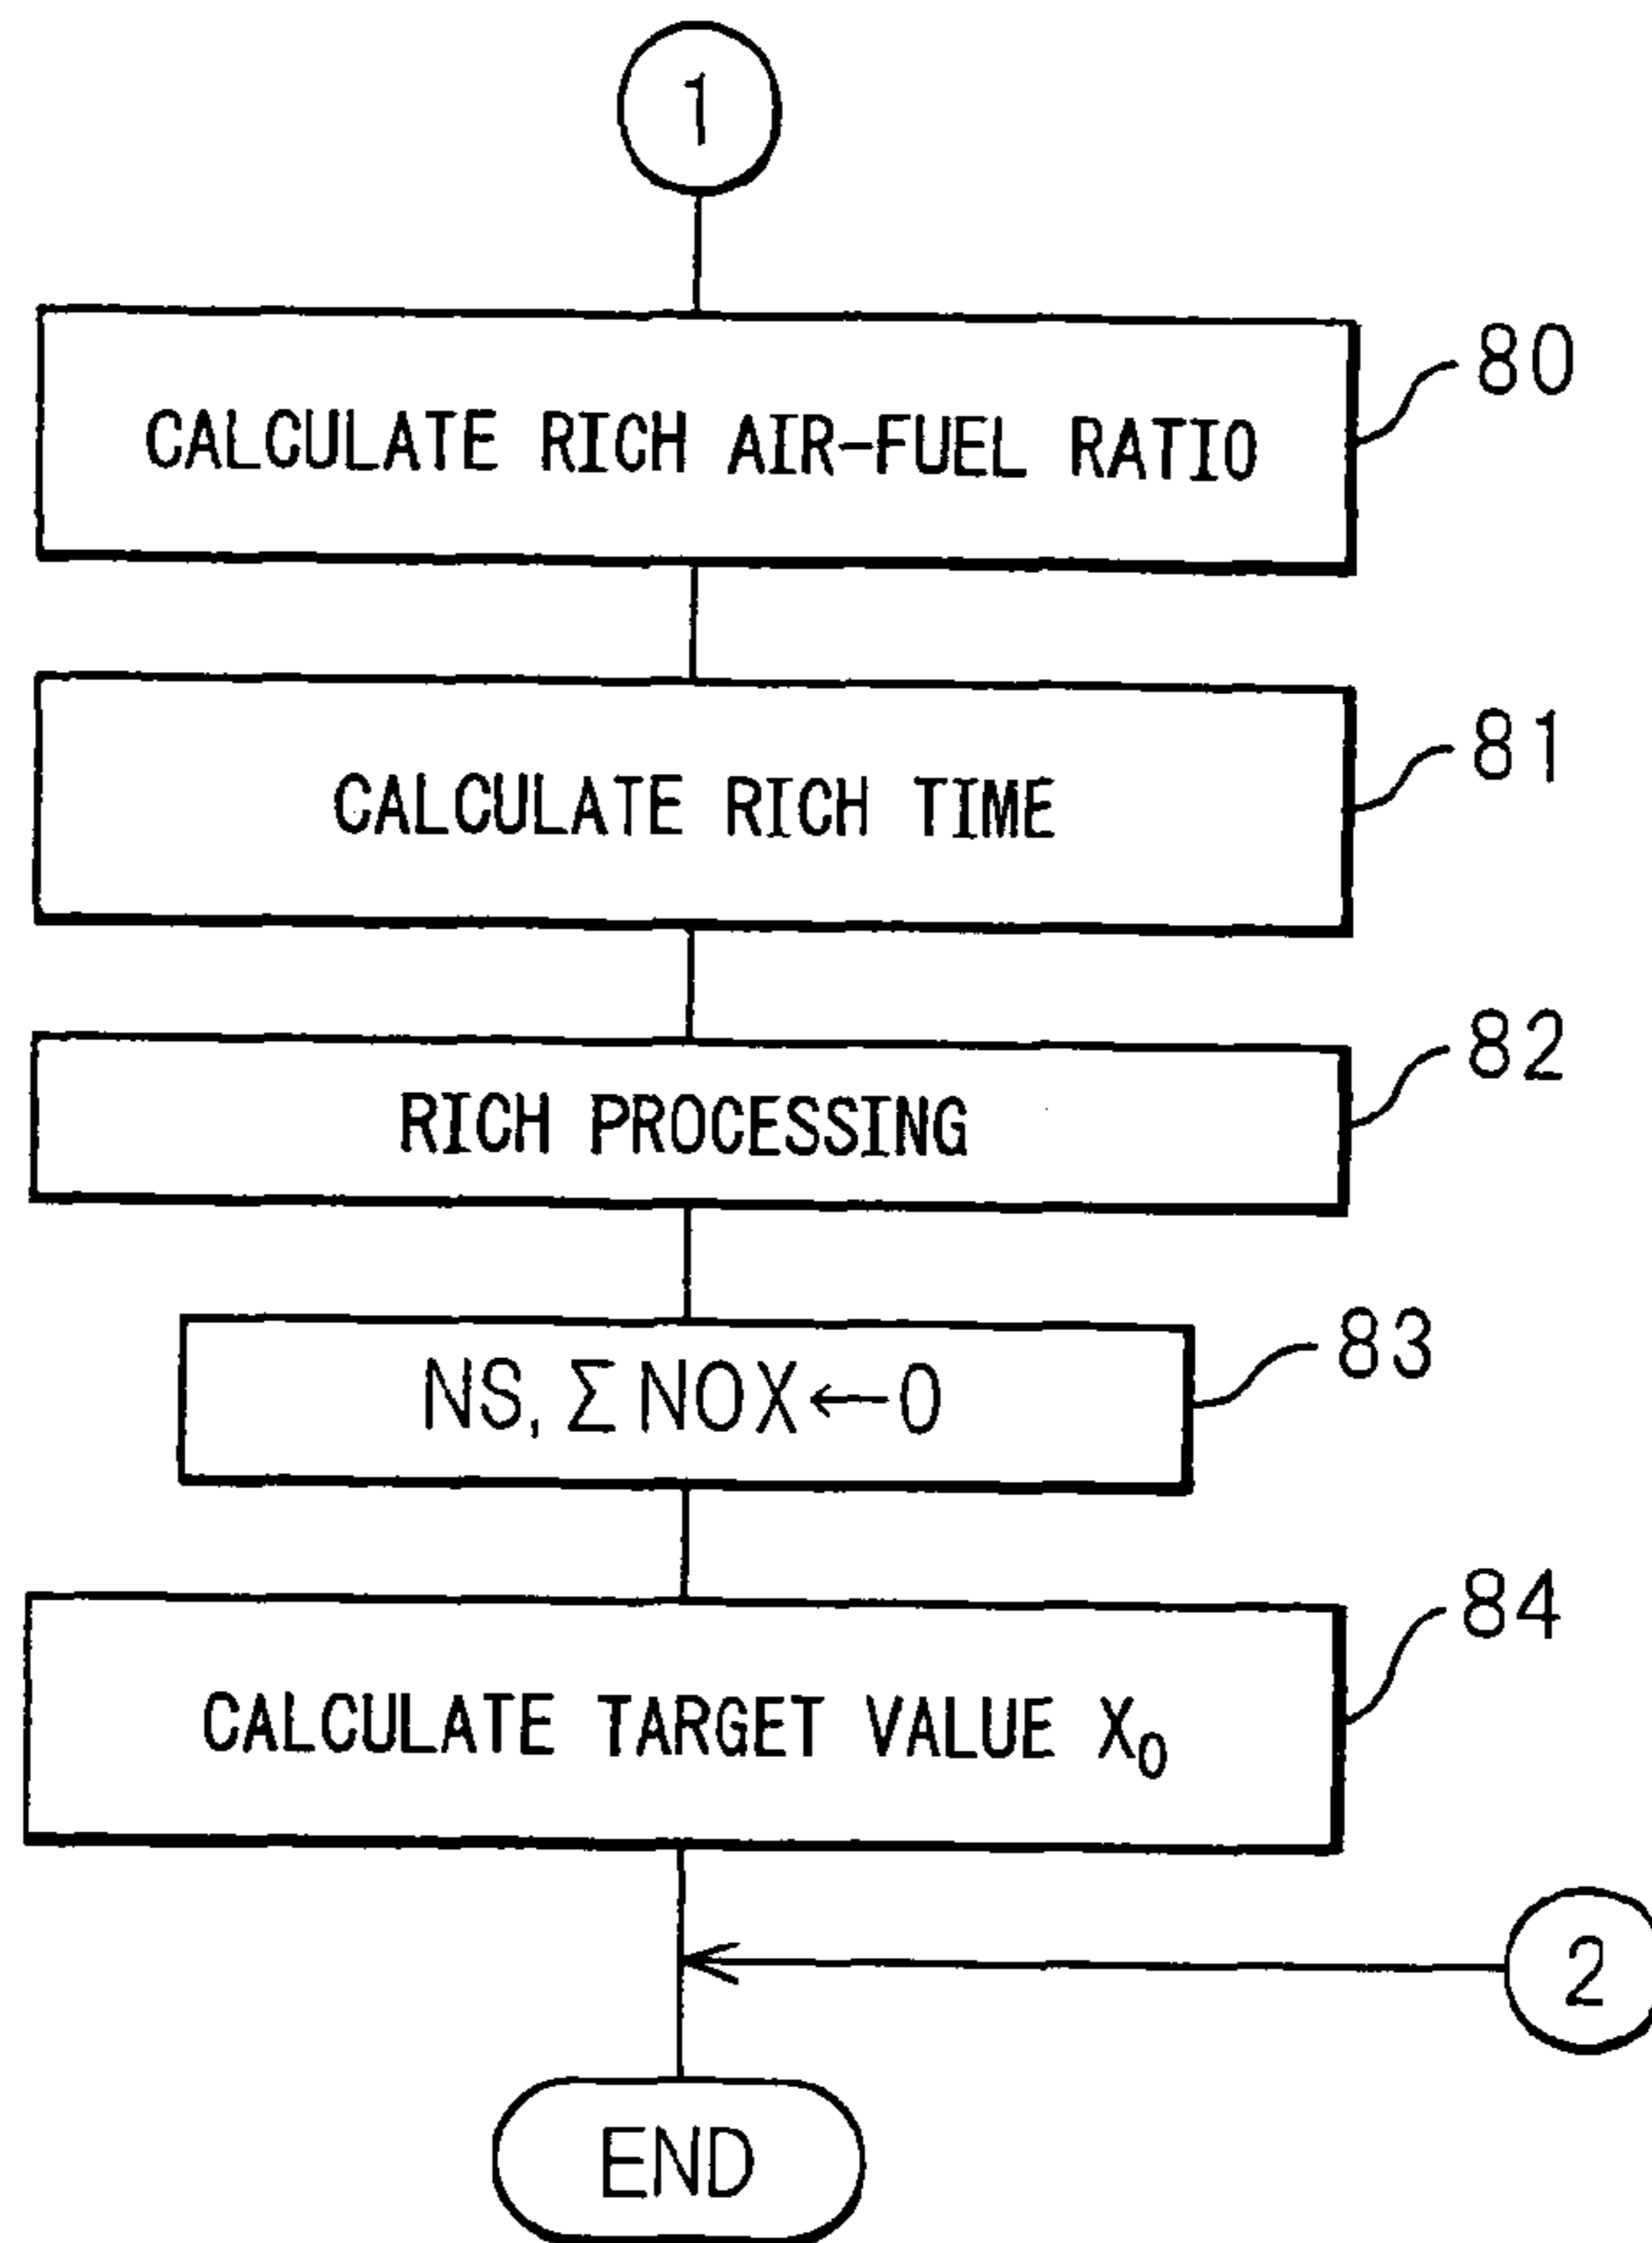 1
80
CALCULATE RICH AIR-FUEL RATIO
81
CALCULATE RICH TIME
82
RICH PROCESSING
83
NS, Σ NOX←0
84
CALCULATE TARGET VALUE X₀
2
END